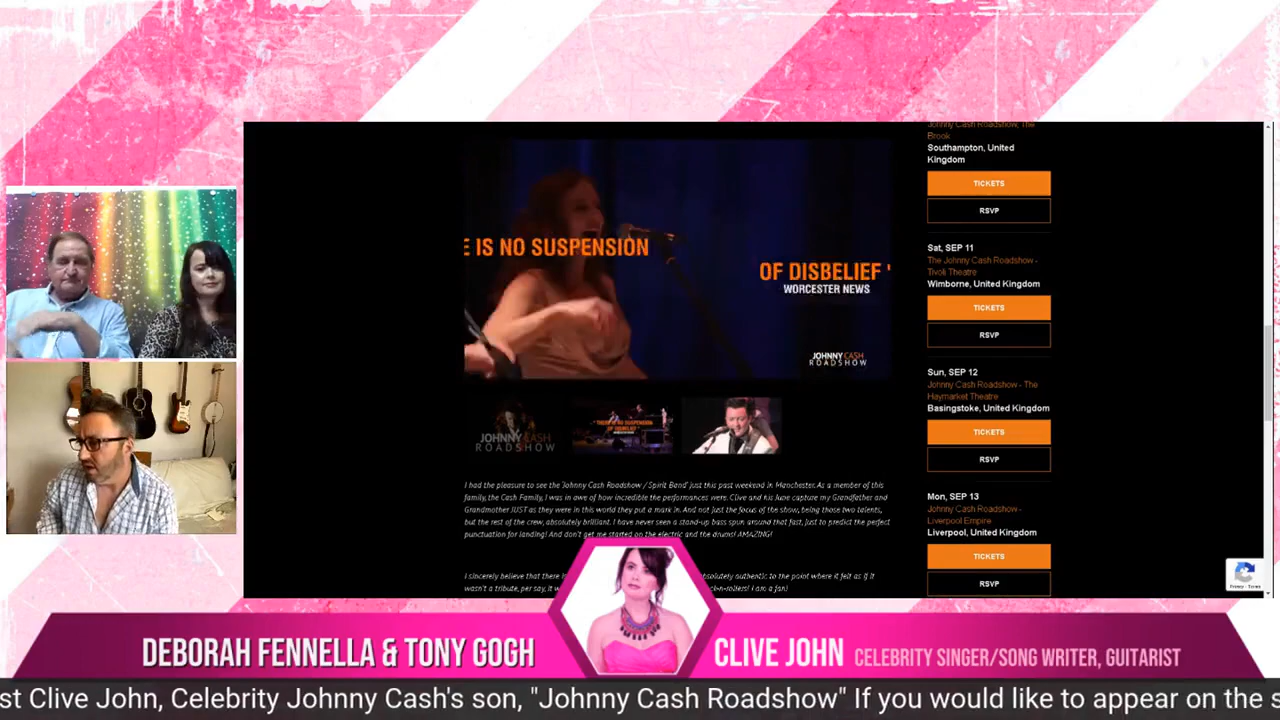 Johnny Cash Roadshow, The
Brook
Southampton, United
Kingdom
TICKETS
RSVP
Sat, SEP 11
The Johnny Cash Roadshow -
Tivoli Theatre
Wimborne, United Kingdom
TICKETS
RSVP
Sun, SEP 12
Johnny Cash Roadshow - The
Haymarket Theatre
Basingstoke, United Kingdom
TICKETS
RSVP
Mon, SEP 13
Johnny Cash Roadshow -
Liverpool Empire
Liverpool, United Kingdom
TICKETS
RSVP
E IS NO SUSPENSION
OF DISBELIEF "
WORCESTER NEWS
JOHNNY CASH
ROADSHOW
JOHNNY CASH
ROADSHOW
" THERE IS NO SUSPENSION
OF DISBELIEF "
I had the pleasure to see the 'Johnny Cash Roadshow / Spirit Band' just this past weekend in Manchester. As a member of this
family, the Cash Family, I was in awe of how incredible the performances were. Clive and his June capture my Grandfather and
Grandmother JUST as they were in this world they put a mark in. And not just the focus of the show, being those two talents,
but the rest of the crew, absolutely brilliant. I have never seen a stand-up bass spun around that fast, just to predict the perfect
punctuation for landing! And don't get me started on the electric and the drums! AMAZING!
I sincerely believe that there is absolutely authentic to the point where it felt as if it
wasn't a tribute, per say, it w I am a fan!
Privacy - Terms
DEBORAH FENNELLA & TONY GOGH
CLIVE JOHN CELEBRITY SINGER/SONG WRITER, GUITARIST
st Clive John, Celebrity Johnny Cash's son, "Johnny Cash Roadshow" If you would like to appear on the s